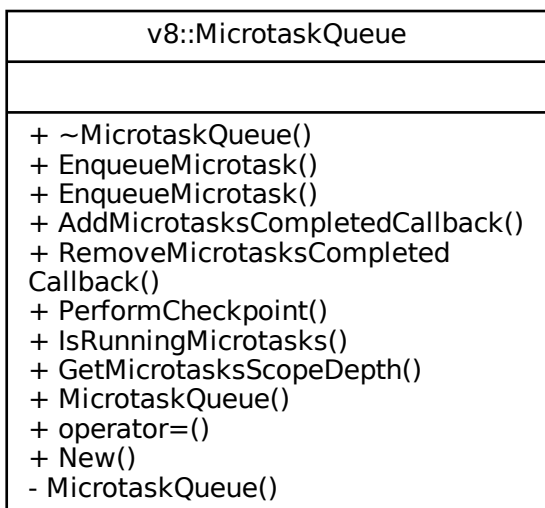 v8::MicrotaskQueue
+ ~MicrotaskQueue()
+ EnqueueMicrotask()
+ EnqueueMicrotask()
+ AddMicrotasksCompletedCallback()
+ RemoveMicrotasksCompleted
Callback()
+ PerformCheckpoint()
+ IsRunningMicrotasks()
+ GetMicrotasksScopeDepth()
+ MicrotaskQueue()
+ operator=()
+ New()
- MicrotaskQueue()